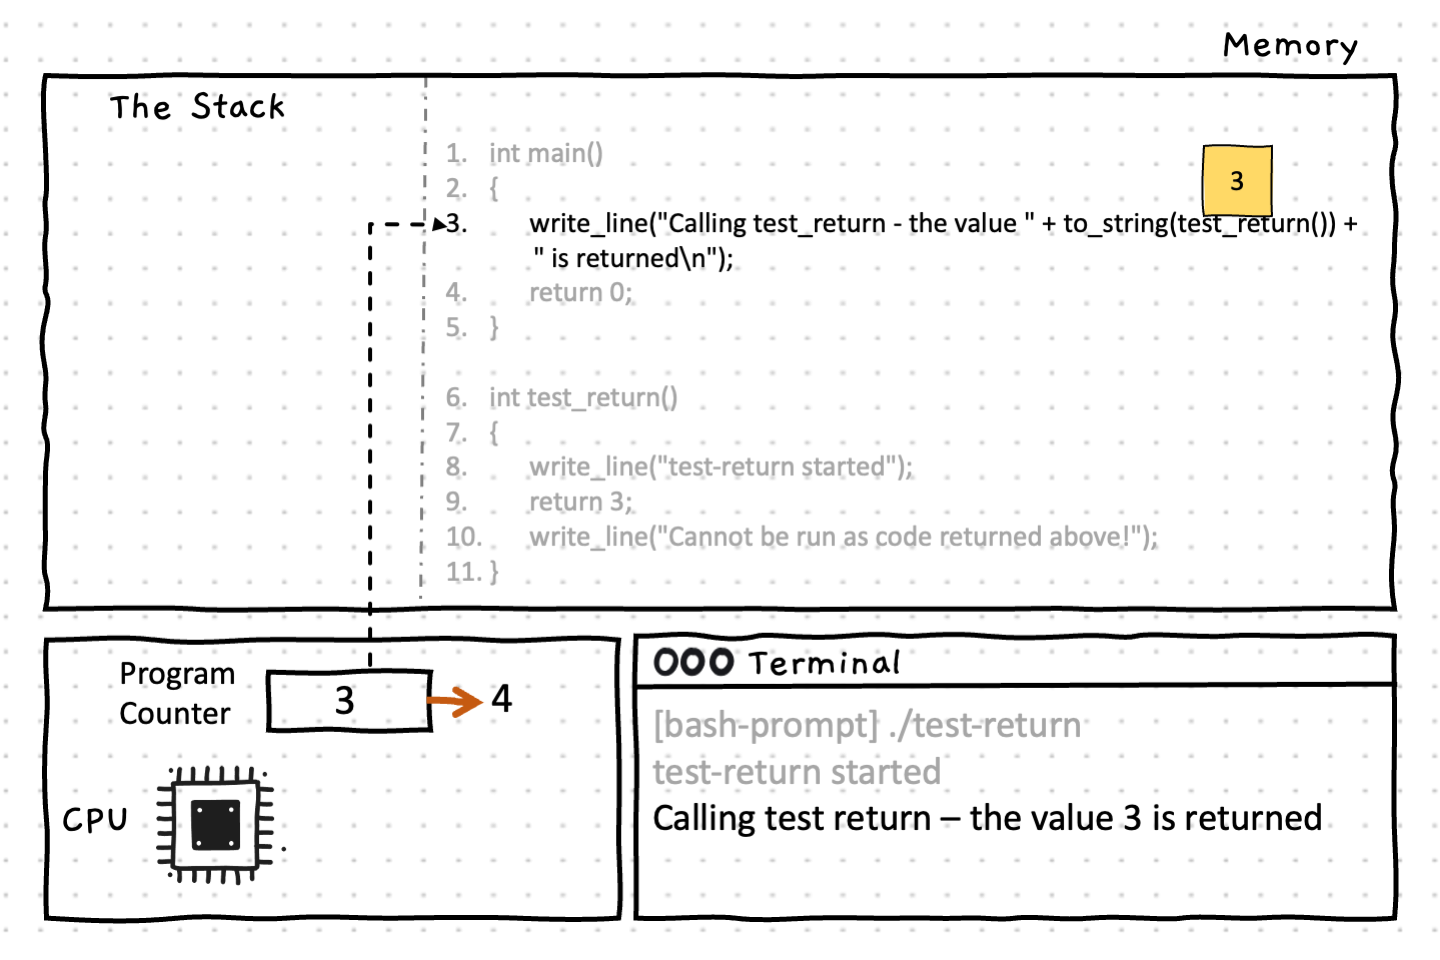 Memory
The Stack
1. int main()
2. {
3
3. write_line("Calling test_return - the value " + to_string(test_return()) +
" is returned\n");
4. return 0;
5. }
6. int test_return()
7. {
8. write_line("test-return started");
9. return 3;
10. write_line("Cannot be run as code returned above!");
11. }
Program
Counter
3
4
CPU
Terminal
[bash-prompt] ./test-return
test-return started
Calling test return – the value 3 is returned